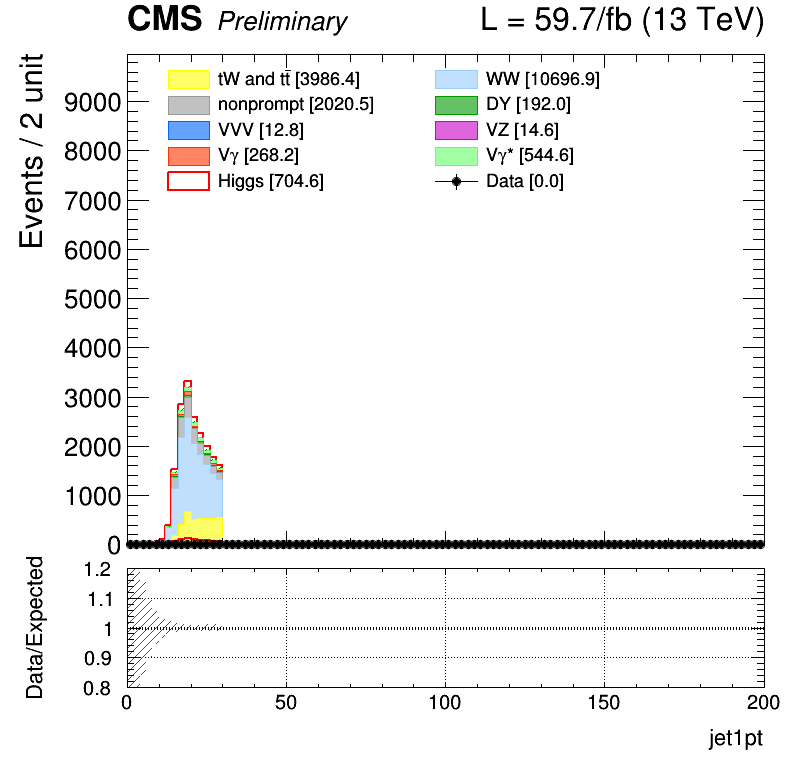 CMS Preliminary L = 59.7/fb (13 TeV)
Events / 2 unit
tW and tt̄ [3986.4] WW [10696.9]
nonprompt [2020.5] DY [192.0]
VVV [12.8] VZ [14.6]
Vγ [268.2] Vγ* [544.6]
Higgs [704.6] Data [0.0]
9000
8000
7000
6000
5000
4000
3000
2000
1000
0
Data/Expected
1.2
1.1
1
0.9
0.8
0 50 100 150 200
jet1pt